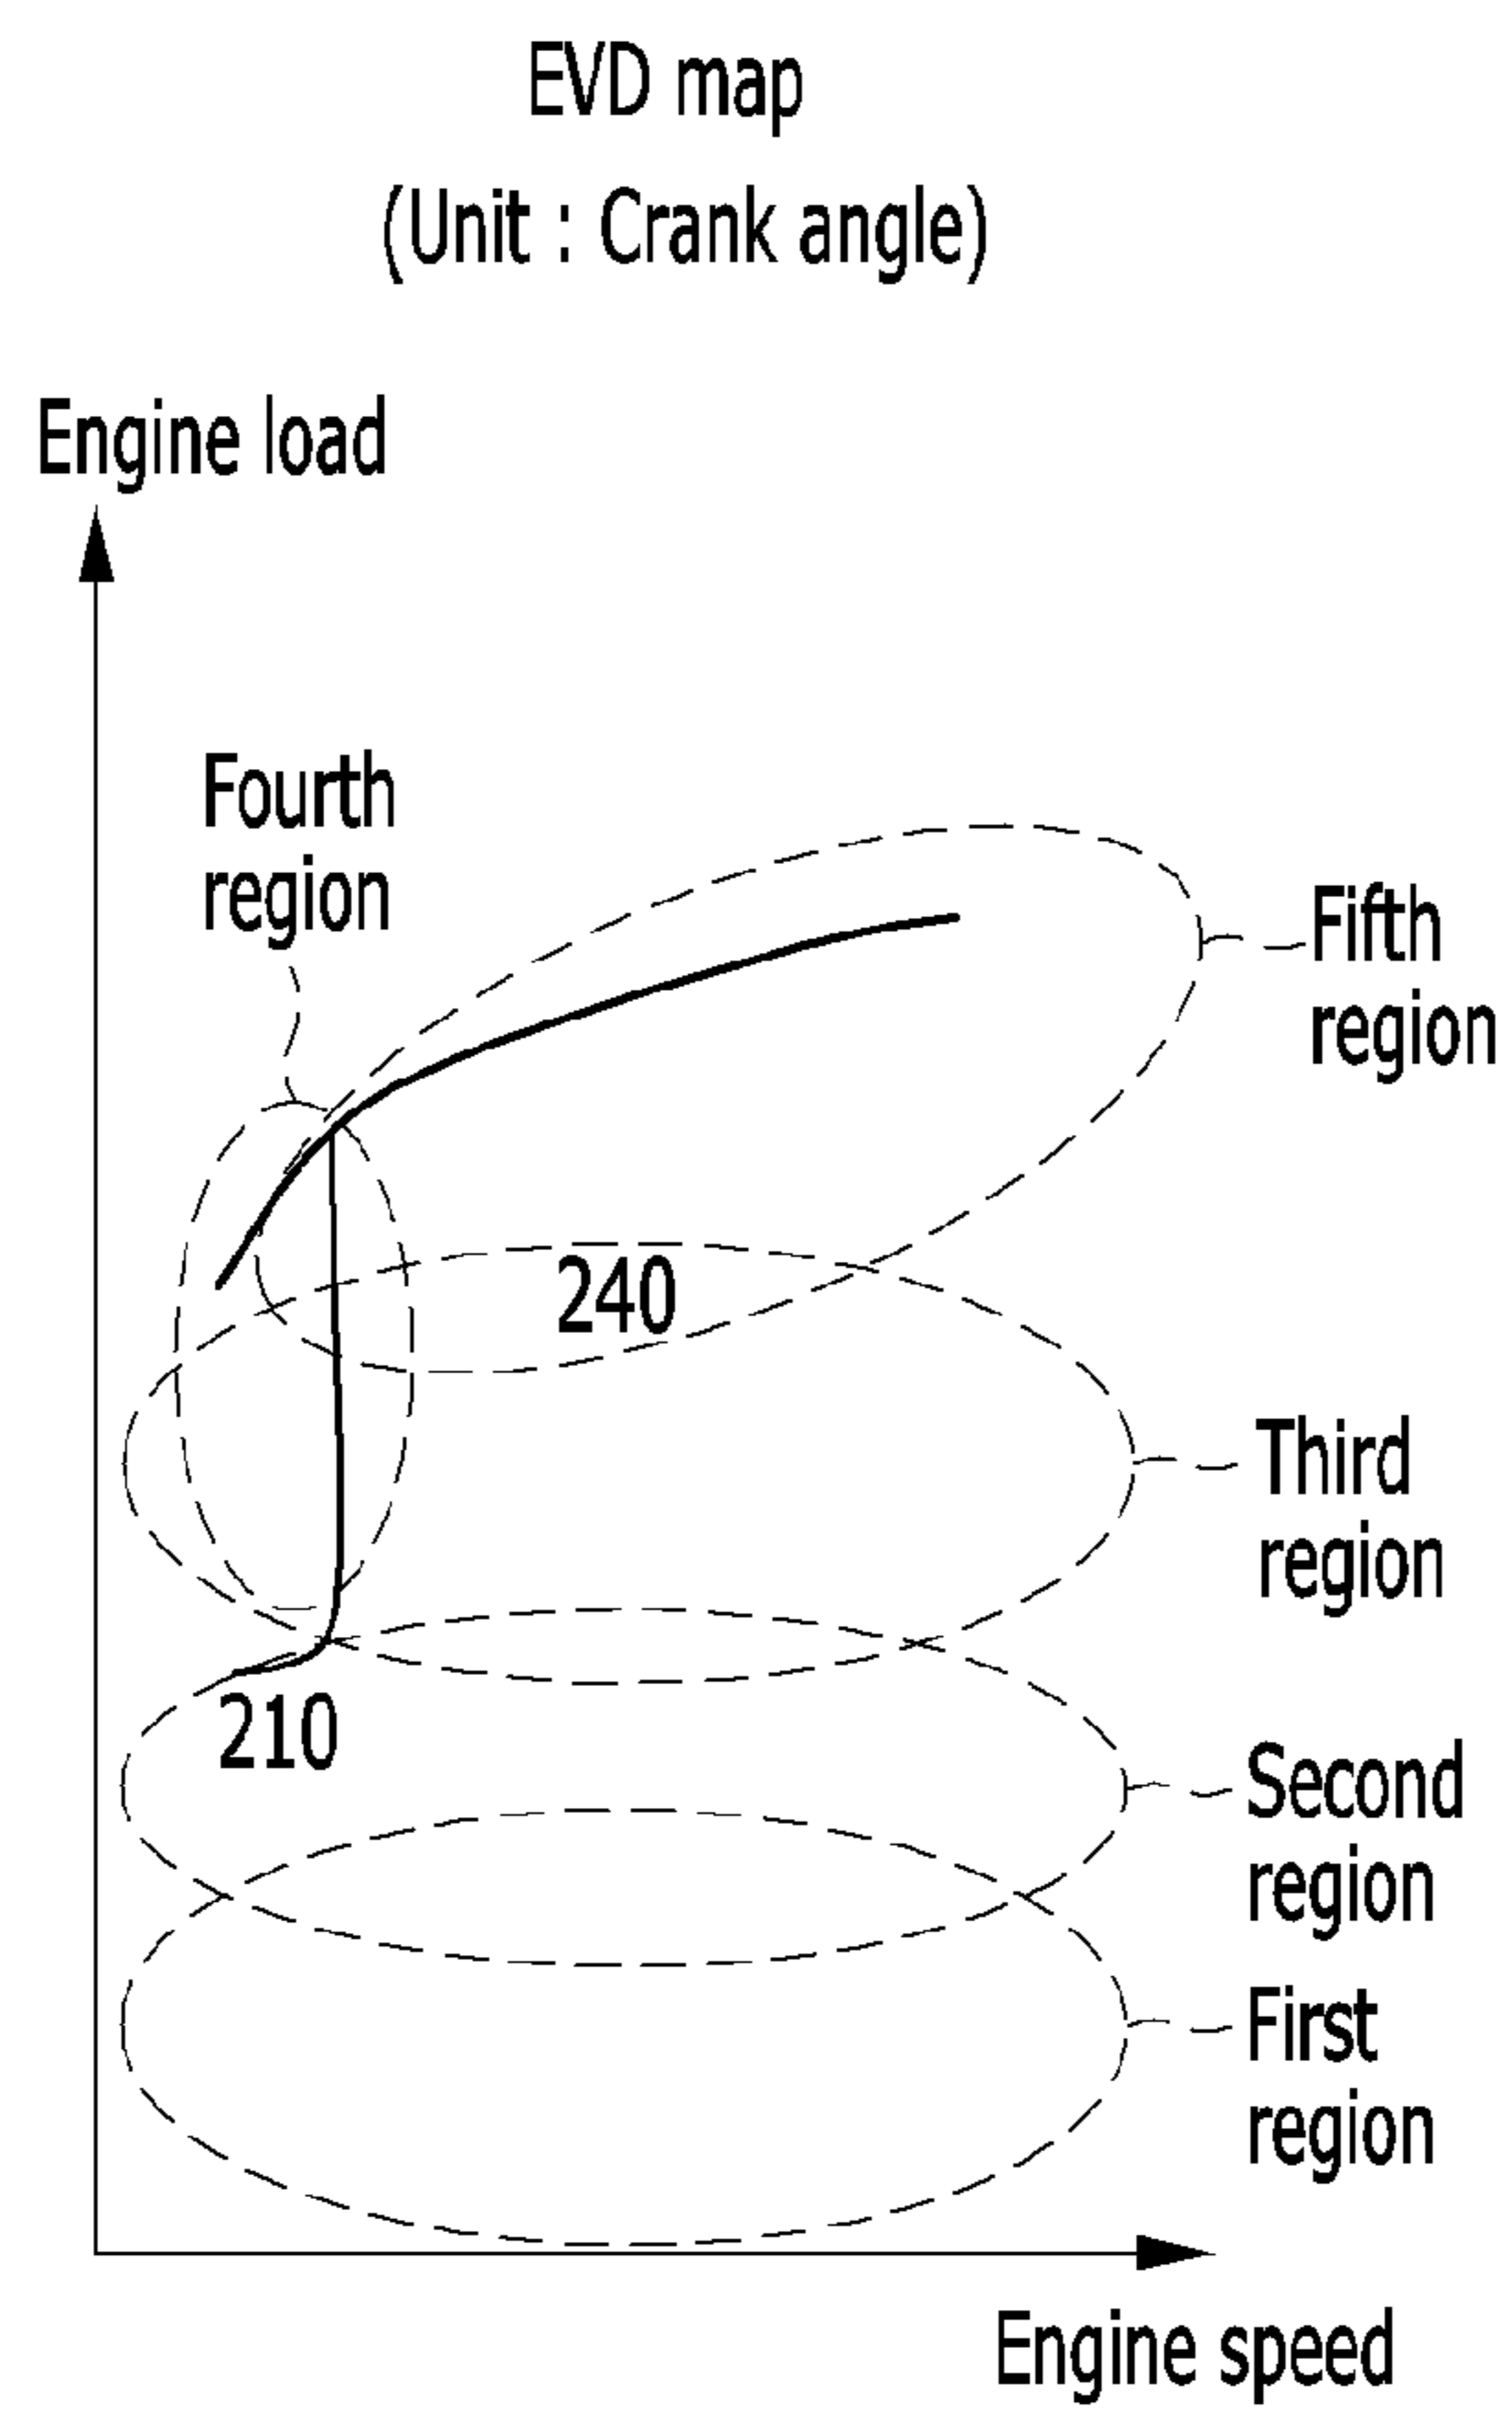 EVD map
(Unit : Crank angle)
Engine load
Fourth
region
Fifth
region
240
Third
region
210
Second
region
First
region
Engine speed